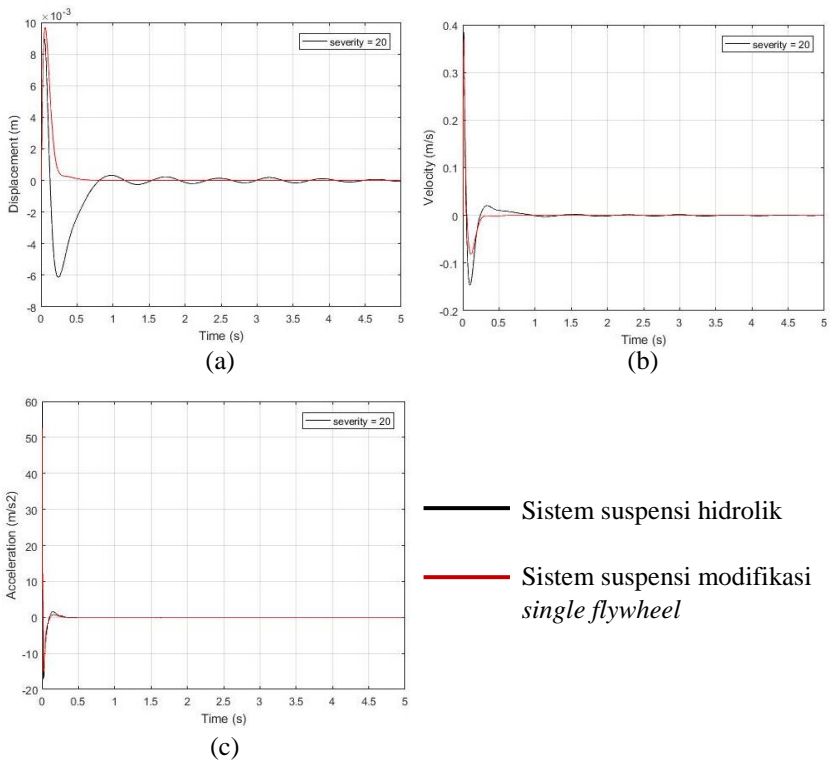 ×10⁻³
10
8
6
4
2
0
-2
-4
-6
-8
Displacement (m)
severity = 20
0 0.5 1 1.5 2 2.5 3 3.5 4 4.5 5
Time (s)
(a)
0.4
0.3
0.2
0.1
0
-0.1
-0.2
Velocity (m/s)
severity = 20
0 0.5 1 1.5 2 2.5 3 3.5 4 4.5 5
Time (s)
(b)
60
50
40
30
20
10
0
-10
-20
Acceleration (m/s2)
severity = 20
0 0.5 1 1.5 2 2.5 3 3.5 4 4.5 5
Time (s)
(c)
Sistem suspensi hidrolik
Sistem suspensi modifikasi
single flywheel